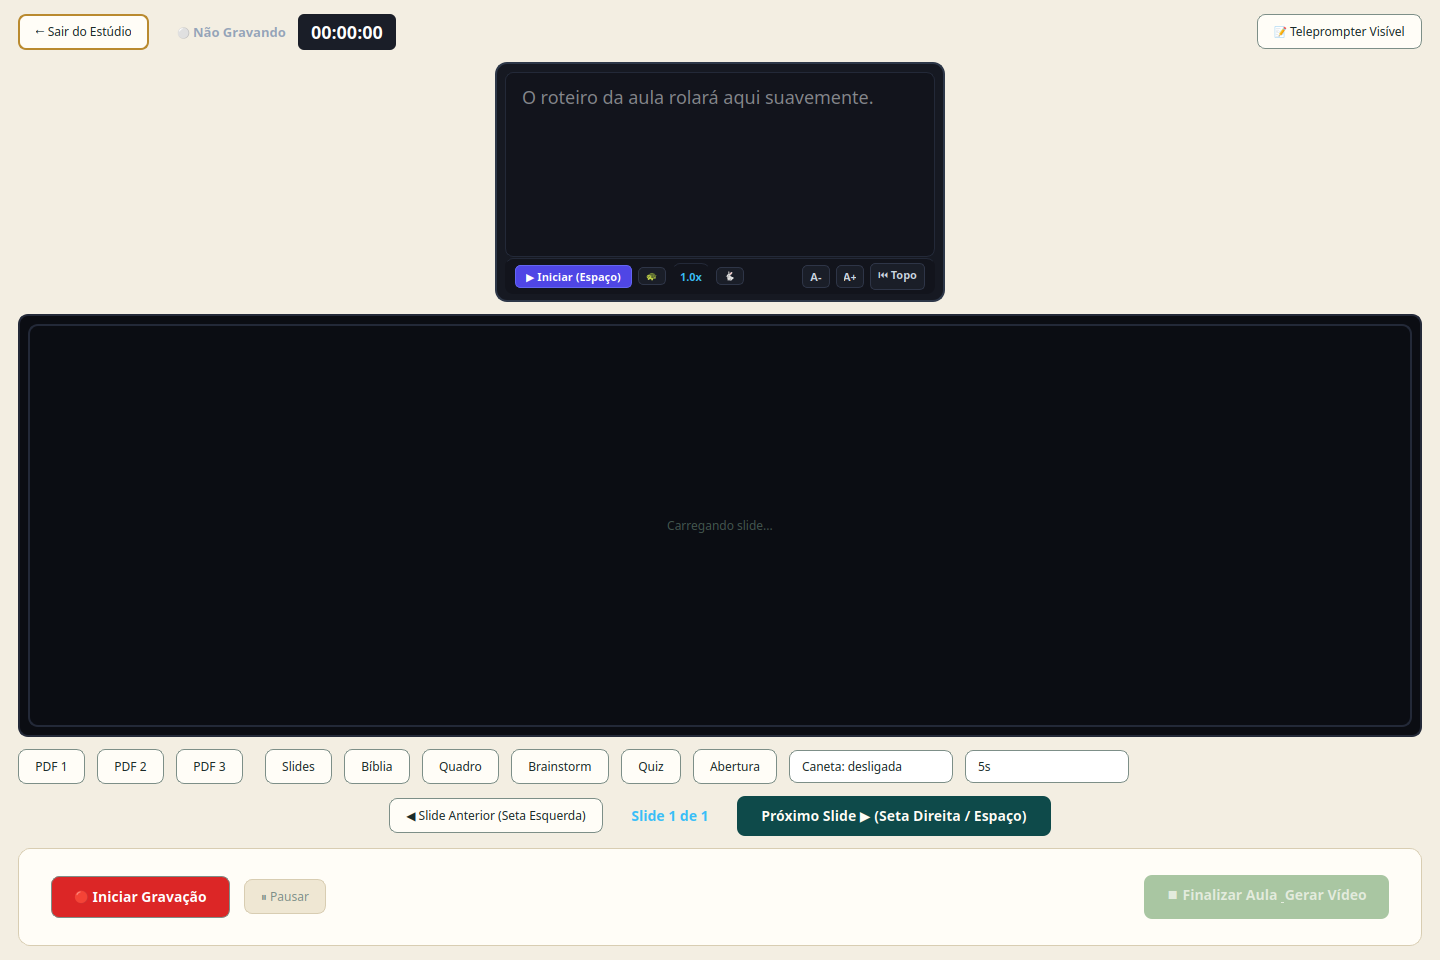 ← Sair do Estúdio
Não Gravando
00:00:00
Teleprompter Visível
O roteiro da aula rolará aqui suavemente.
▶ Iniciar (Espaço)
1.0x
A-
A+
⏮ Topo
Carregando slide...
PDF 1
PDF 2
PDF 3
Slides
Bíblia
Quadro
Brainstorm
Quiz
Abertura
Caneta: desligada
5s
◀ Slide Anterior (Seta Esquerda)
Slide 1 de 1
Próximo Slide ▶ (Seta Direita / Espaço)
Iniciar Gravação
⏸ Pausar
⏹ Finalizar Aula _Gerar Vídeo